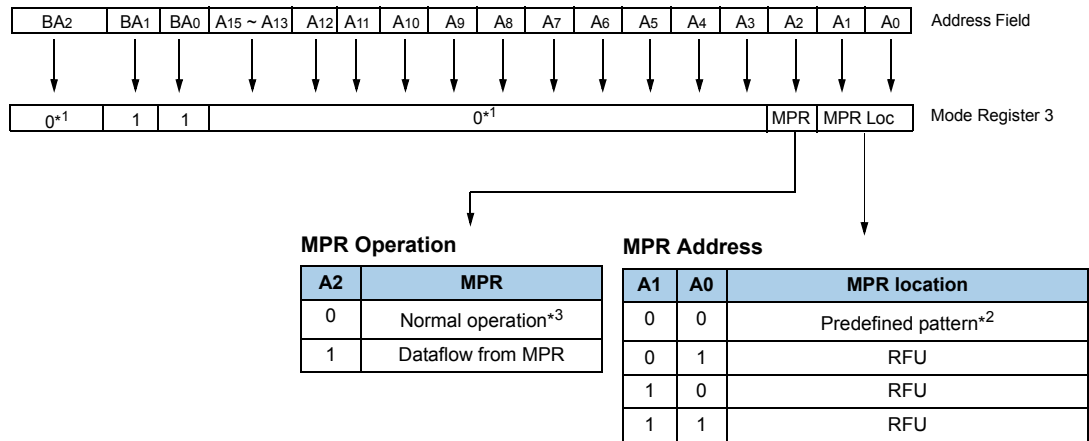 BA2 BA1 BA0 A15 ~ A13 A12 A11 A10 A9 A8 A7 A6 A5 A4 A3 A2 A1 A0 Address Field
0*1 1 1 0*1 MPR MPR Loc Mode Register 3
MPR Operation
A2 MPR
0 Normal operation*3
1 Dataflow from MPR
MPR Address
A1 A0 MPR location
0 0 Predefined pattern*2
0 1 RFU
1 0 RFU
1 1 RFU